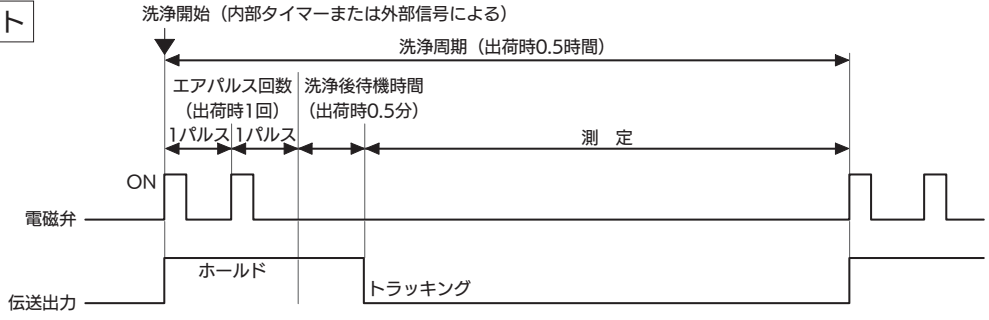 ト
洗浄開始（内部タイマーまたは外部信号による）
洗浄周期（出荷時0.5時間）
エアパルス回数
（出荷時1回）
洗浄後待機時間
（出荷時0.5分）
1パルス
1パルス
測 定
ON
電磁弁
ホールド
トラッキング
伝送出力